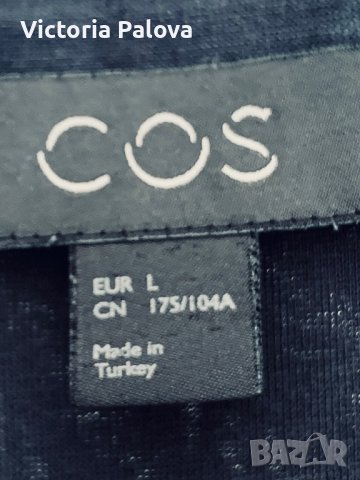 Victoria Palova
COS
EUR L
CN 175/104A
Made in
Turkey
BAZAR